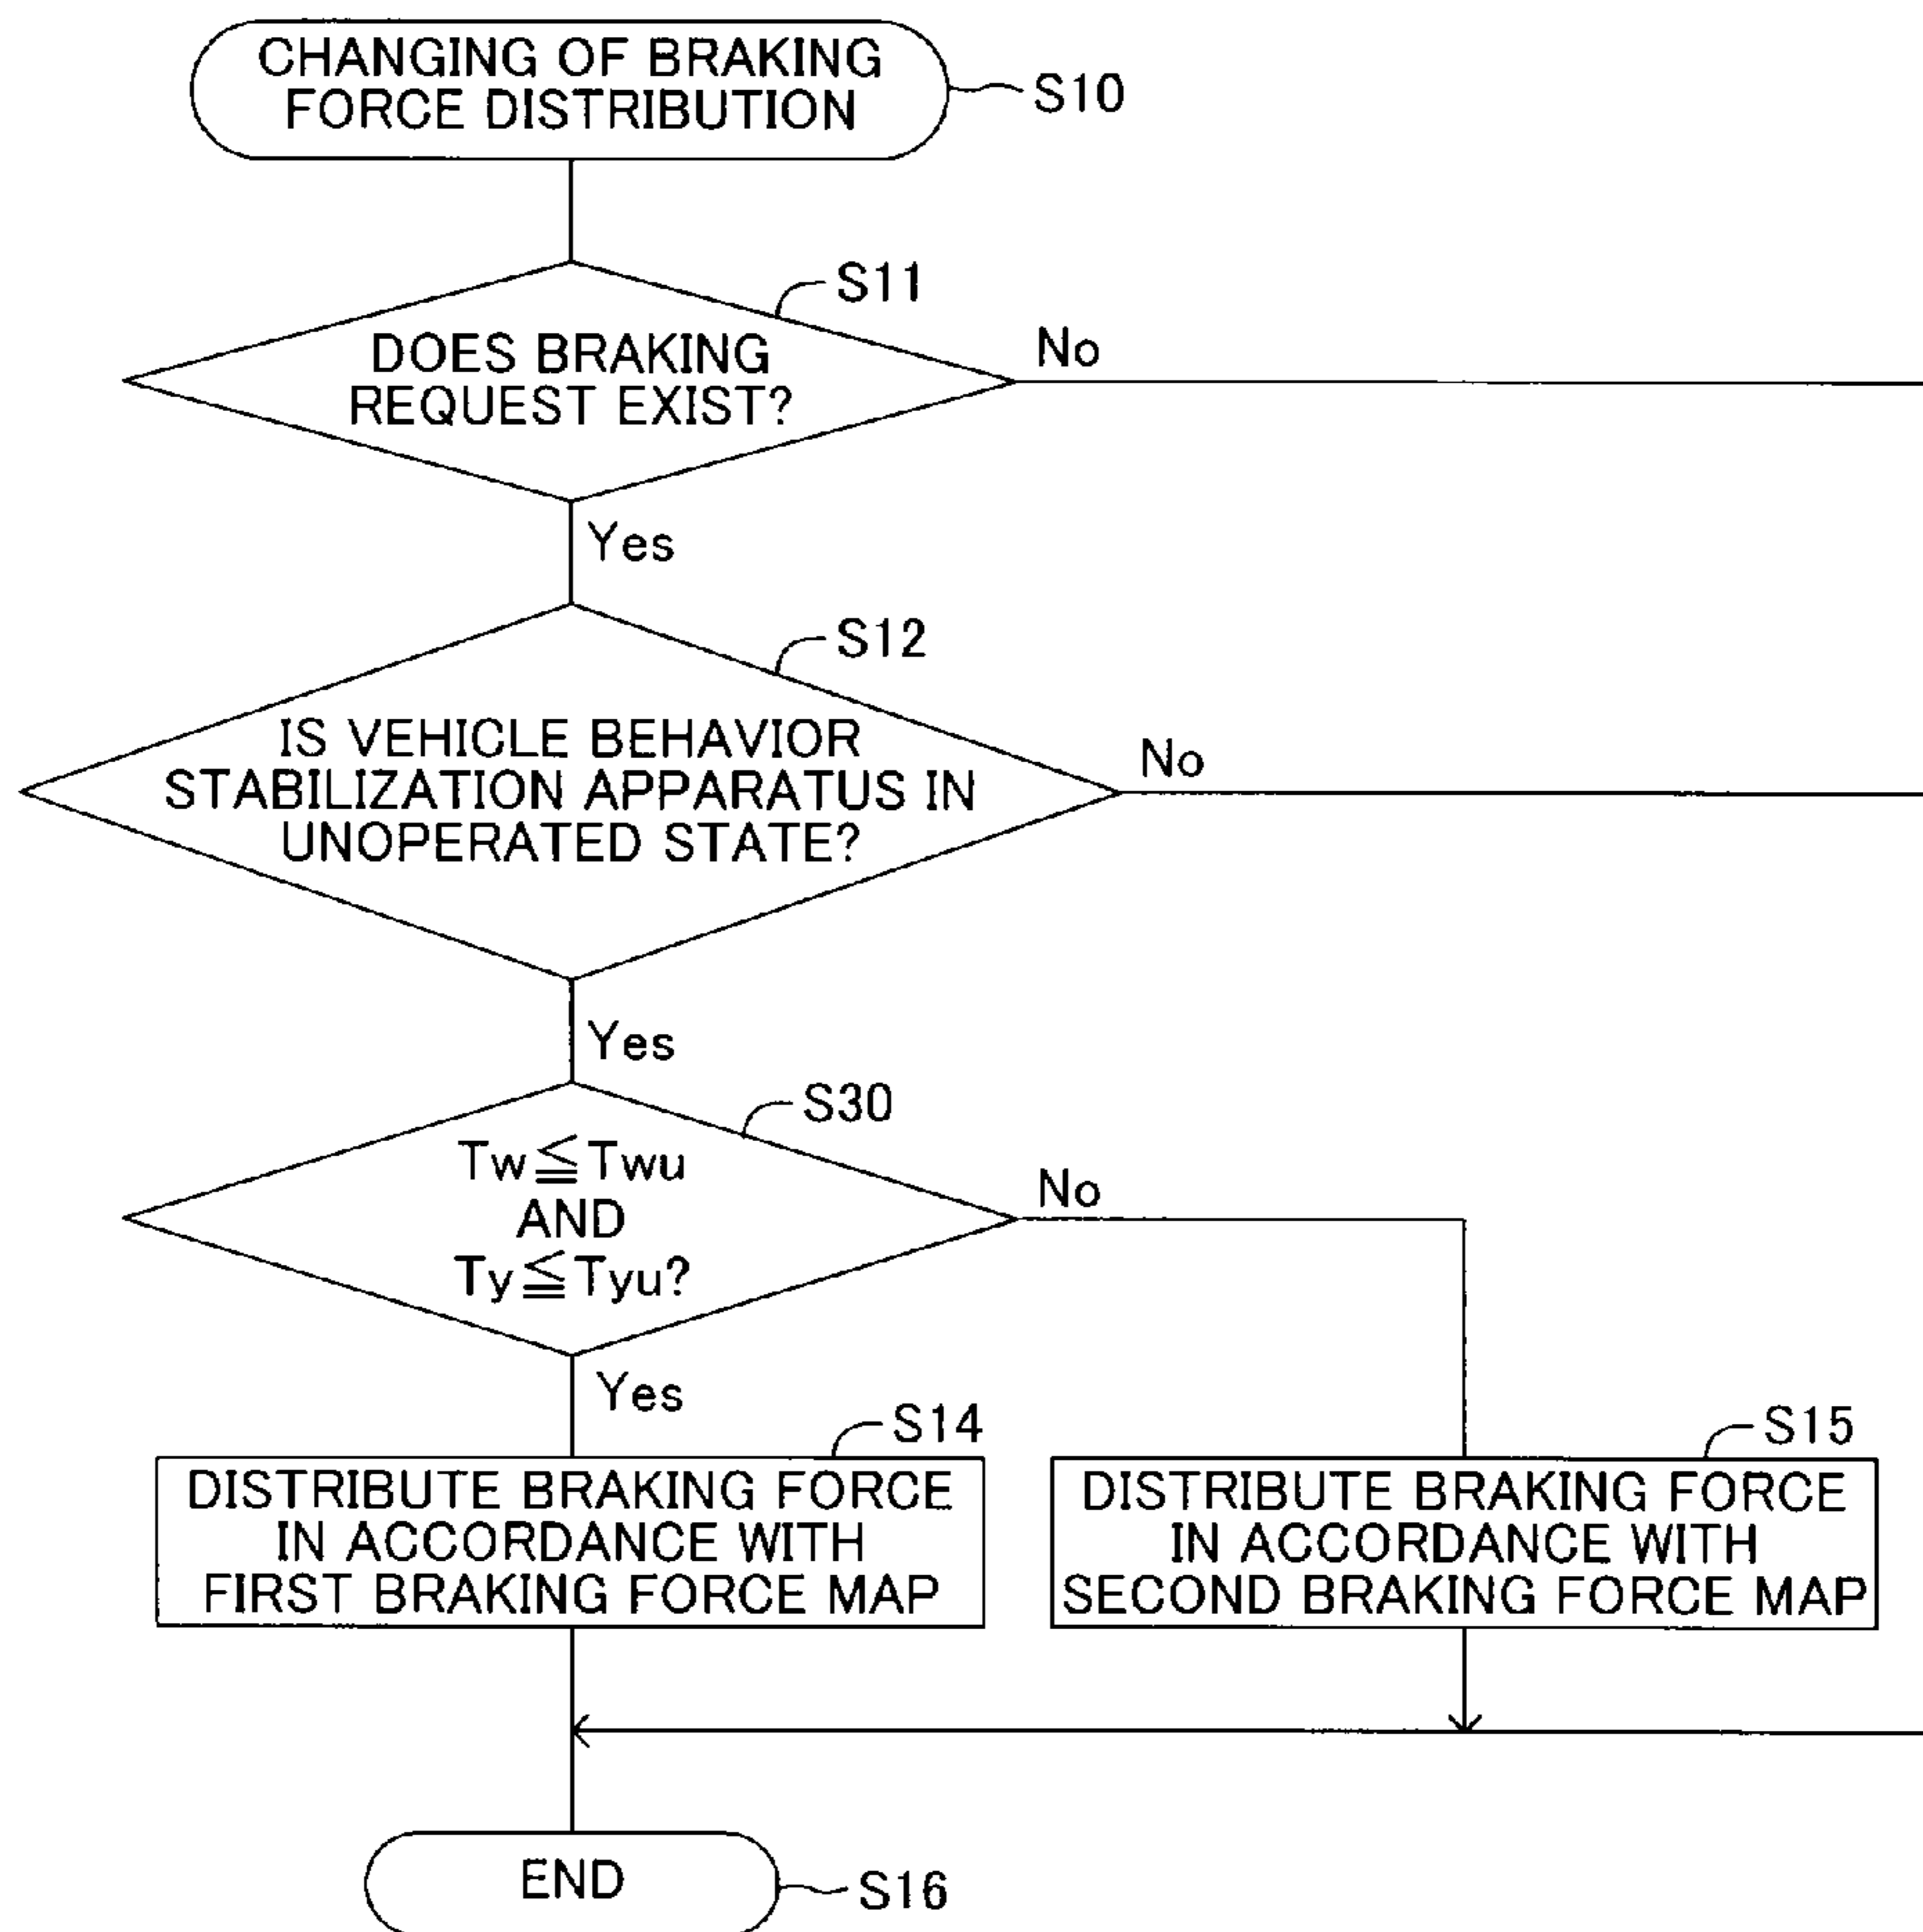 CHANGING OF BRAKING
FORCE DISTRIBUTION
S10
S11
DOES BRAKING
REQUEST EXIST?
No
Yes
S12
IS VEHICLE BEHAVIOR
STABILIZATION APPARATUS IN
UNOPERATED STATE?
No
Yes
S30
Tw≦Twu
AND
Ty≦Tyu?
No
Yes
S14
DISTRIBUTE BRAKING FORCE
IN ACCORDANCE WITH
FIRST BRAKING FORCE MAP
S15
DISTRIBUTE BRAKING FORCE
IN ACCORDANCE WITH
SECOND BRAKING FORCE MAP
END
S16